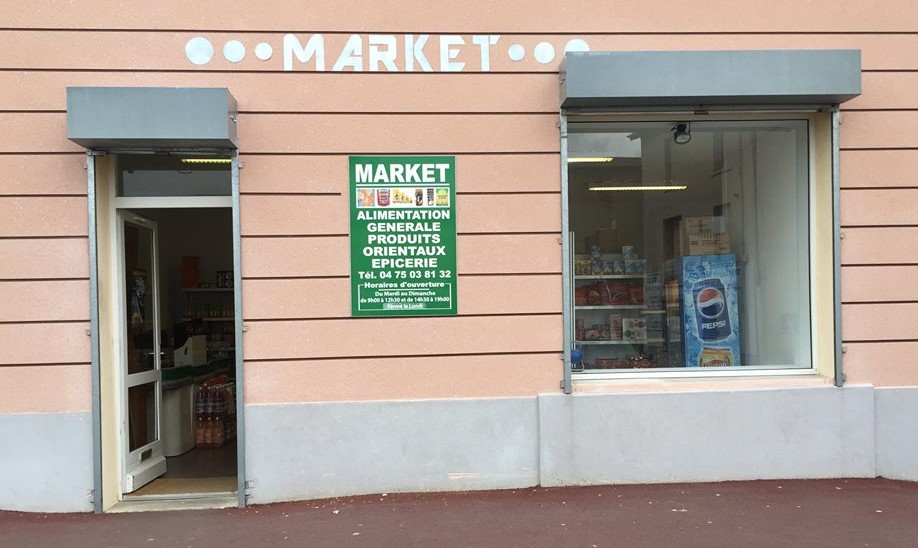 MARKET
MARKET
ALIMENTATION
GENERALE
PRODUITS
ORIENTAUX
EPICERIE
Tél. 04 75 03 81 32
Horaires d'ouverture
Du Mardi au Dimanche
de 9h00 à 12h30 et de 14h30 à 19h00
Fermé le Lundi
PEPSI